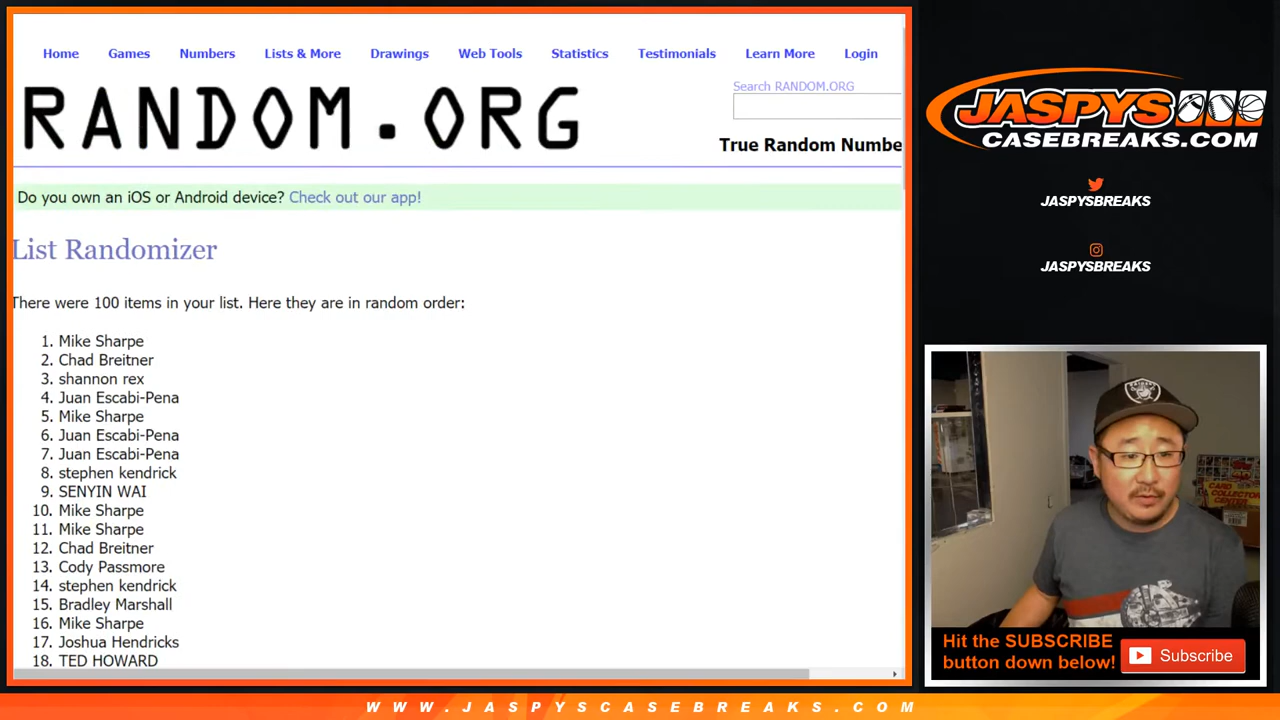 Home Games Numbers Lists & More Drawings Web Tools Statistics Testimonials Learn More Login
RANDOM.ORG
Search RANDOM.ORG
True Random Numbe
Do you own an iOS or Android device? Check out our app!
List Randomizer
There were 100 items in your list. Here they are in random order:
1. Mike Sharpe
2. Chad Breitner
3. shannon rex
4. Juan Escabi-Pena
5. Mike Sharpe
6. Juan Escabi-Pena
7. Juan Escabi-Pena
8. stephen kendrick
9. SENYIN WAI
10. Mike Sharpe
11. Mike Sharpe
12. Chad Breitner
13. Cody Passmore
14. stephen kendrick
15. Bradley Marshall
16. Mike Sharpe
17. Joshua Hendricks
18. TED HOWARD
JASPYS
CASEBREAKS.COM
JASPYSBREAKS
JASPYSBREAKS
RAIDERS
CARD
COLLECTOR
CENTER
Hit the SUBSCRIBE
button down below!
Subscribe
WWW.JASPYSCASEBREAKS.COM